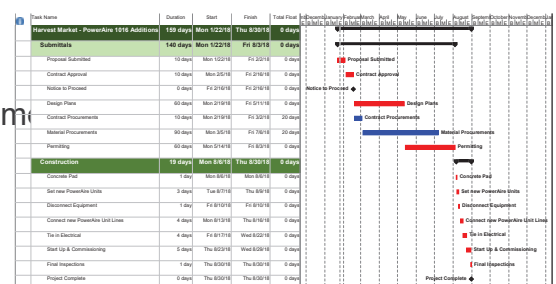 Task Name Duration Start Finish Total Float
Harvest Market - PowerAire 1016 Additions 159 days Mon 1/22/18 Thu 8/30/18 0 days
Submittals 140 days Mon 1/22/18 Fri 8/3/18 0 days
Proposal Submitted 10 days Mon 1/22/18 Fri 2/2/18 0 days Proposal Submitted
Contract Approval 10 days Mon 2/5/18 Fri 2/16/18 0 days Contract Approval
Notice to Proceed 0 days Fri 2/16/18 Fri 2/16/18 0 days Notice to Proceed
Design Plans 60 days Mon 2/19/18 Fri 5/11/18 0 days Design Plans
Contract Procurements 10 days Mon 2/19/18 Fri 3/2/18 20 days Contract Procurements
Material Procurements 90 days Mon 3/5/18 Fri 7/6/18 20 days Material Procurements
Permitting 60 days Mon 5/14/18 Fri 8/3/18 0 days Permitting
Construction 19 days Mon 8/6/18 Thu 8/30/18 0 days
Concrete Pad 1 day Mon 8/6/18 Mon 8/6/18 0 days Concrete Pad
Set new PowerAire Units 3 days Tue 8/7/18 Thu 8/9/18 0 days Set new PowerAire Units
Disconnect Equipment 1 day Fri 8/10/18 Fri 8/10/18 0 days Disconnect Equipment
Connect new PowerAire Unit Lines 4 days Mon 8/13/18 Thu 8/16/18 0 days Connect new PowerAire Unit Lines
Tie in Electrical 4 days Fri 8/17/18 Wed 8/22/18 0 days Tie in Electrical
Start Up & Commissioning 5 days Thu 8/23/18 Wed 8/29/18 0 days Start Up & Commissioning
Final Inspections 1 day Thu 8/30/18 Thu 8/30/18 0 days Final Inspections
Project Complete 0 days Thu 8/30/18 Thu 8/30/18 0 days Project Complete